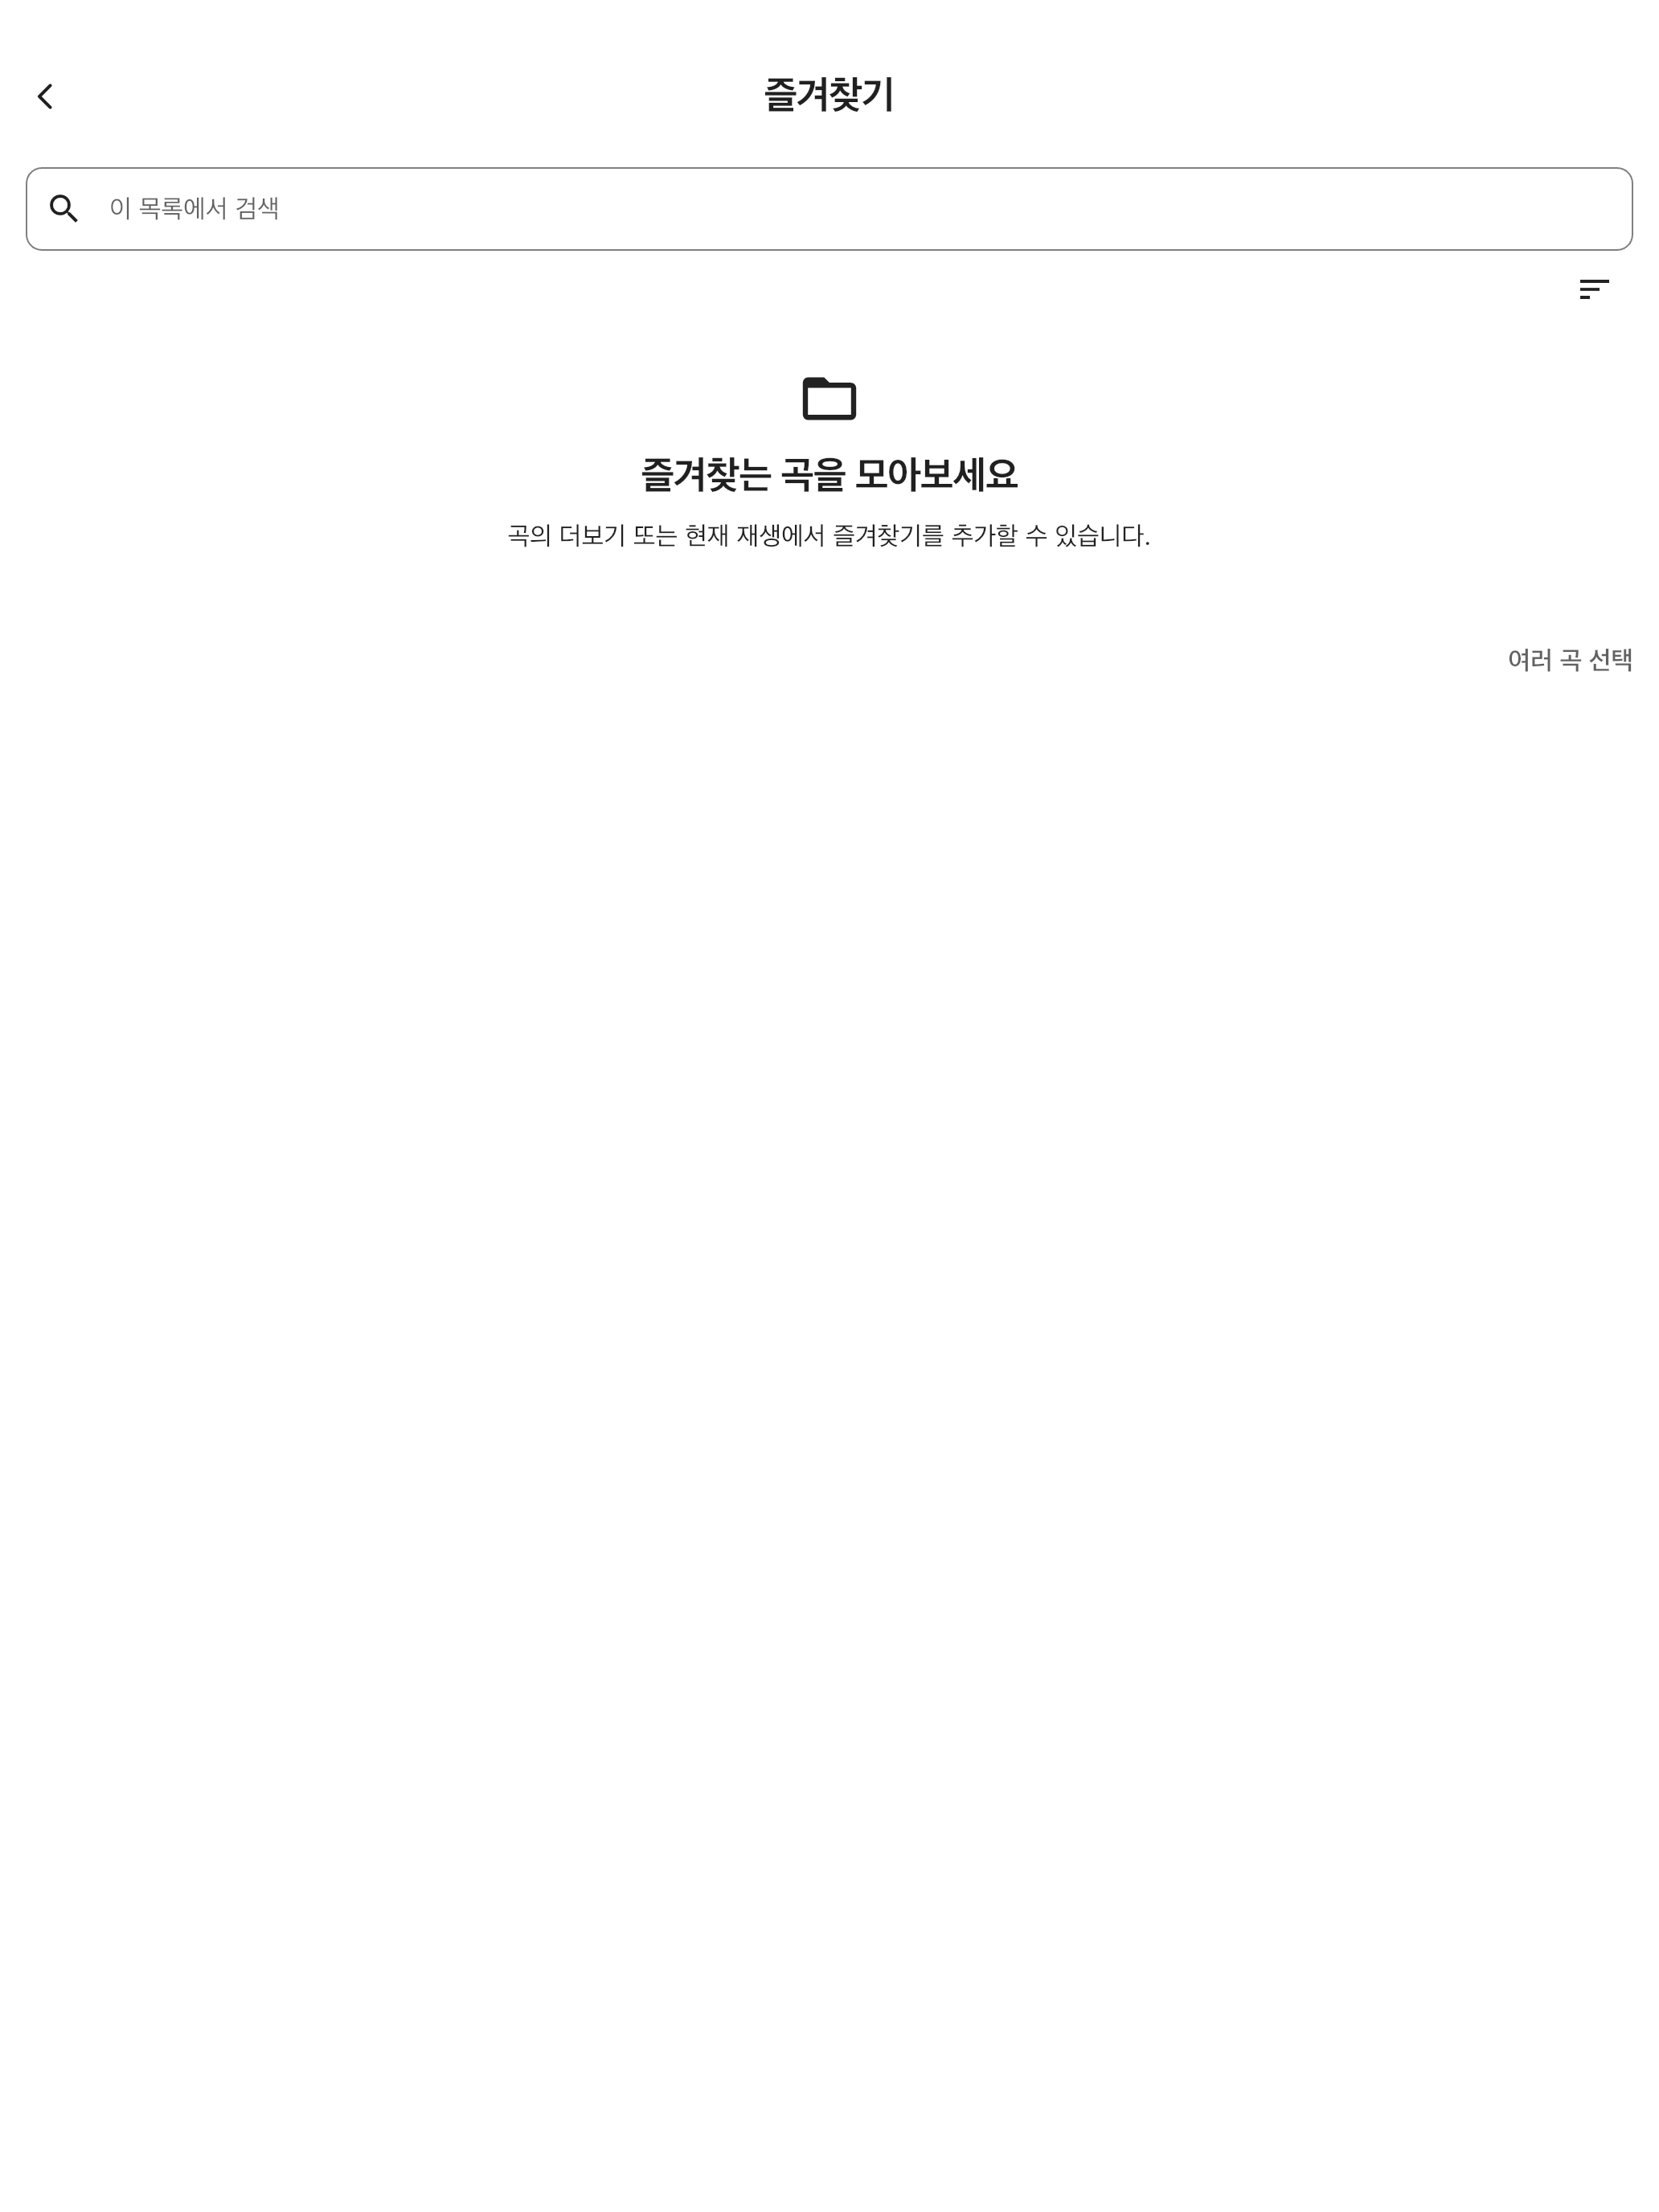 즐겨찾기
이 목록에서 검색
즐겨찾는 곡을 모아보세요
곡의 더보기 또는 현재 재생에서 즐겨찾기를 추가할 수 있습니다.
여러 곡 선택